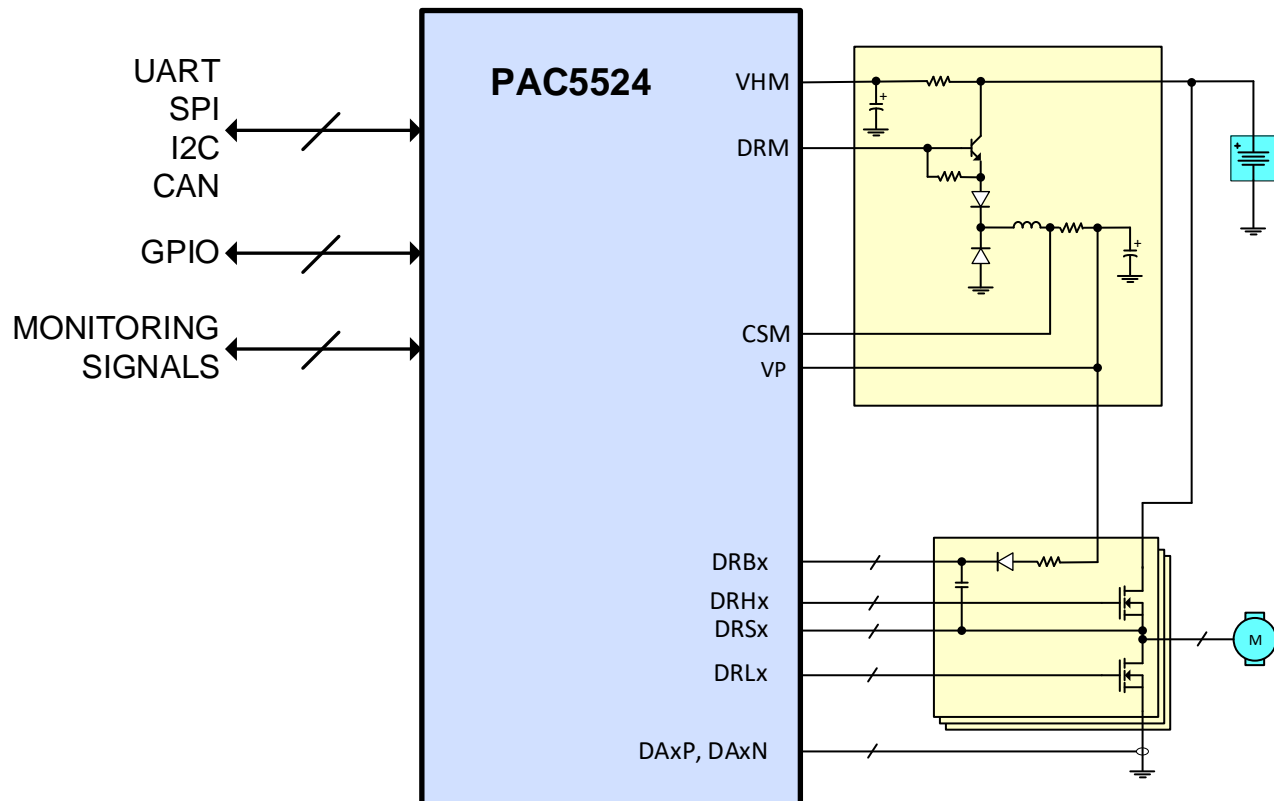 PAC5524
UART
SPI
I2C
CAN
GPIO
MONITORING
SIGNALS
VHM
DRM
CSM
VP
DRBx
DRHx
DRSx
DRLx
DAxP, DAxN
+
+
+
M